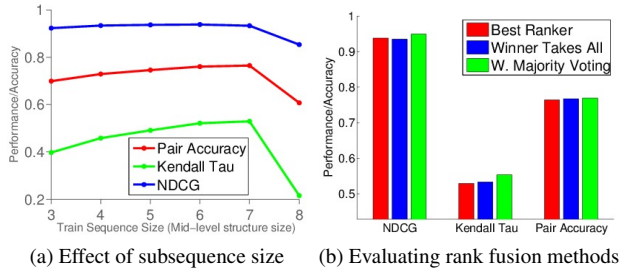 1
0.8
0.6
0.4
0.2
3
4
5
6
7
8
Performance/Accuracy
Train Sequence Size (Mid-level structure size)
Pair Accuracy
Kendall Tau
NDCG
(a) Effect of subsequence size
1
0.9
0.8
0.7
0.6
0.5
Performance/Accuracy
Best Ranker
Winner Takes All
W. Majority Voting
NDCG
Kendall Tau
Pair Accuracy
(b) Evaluating rank fusion methods